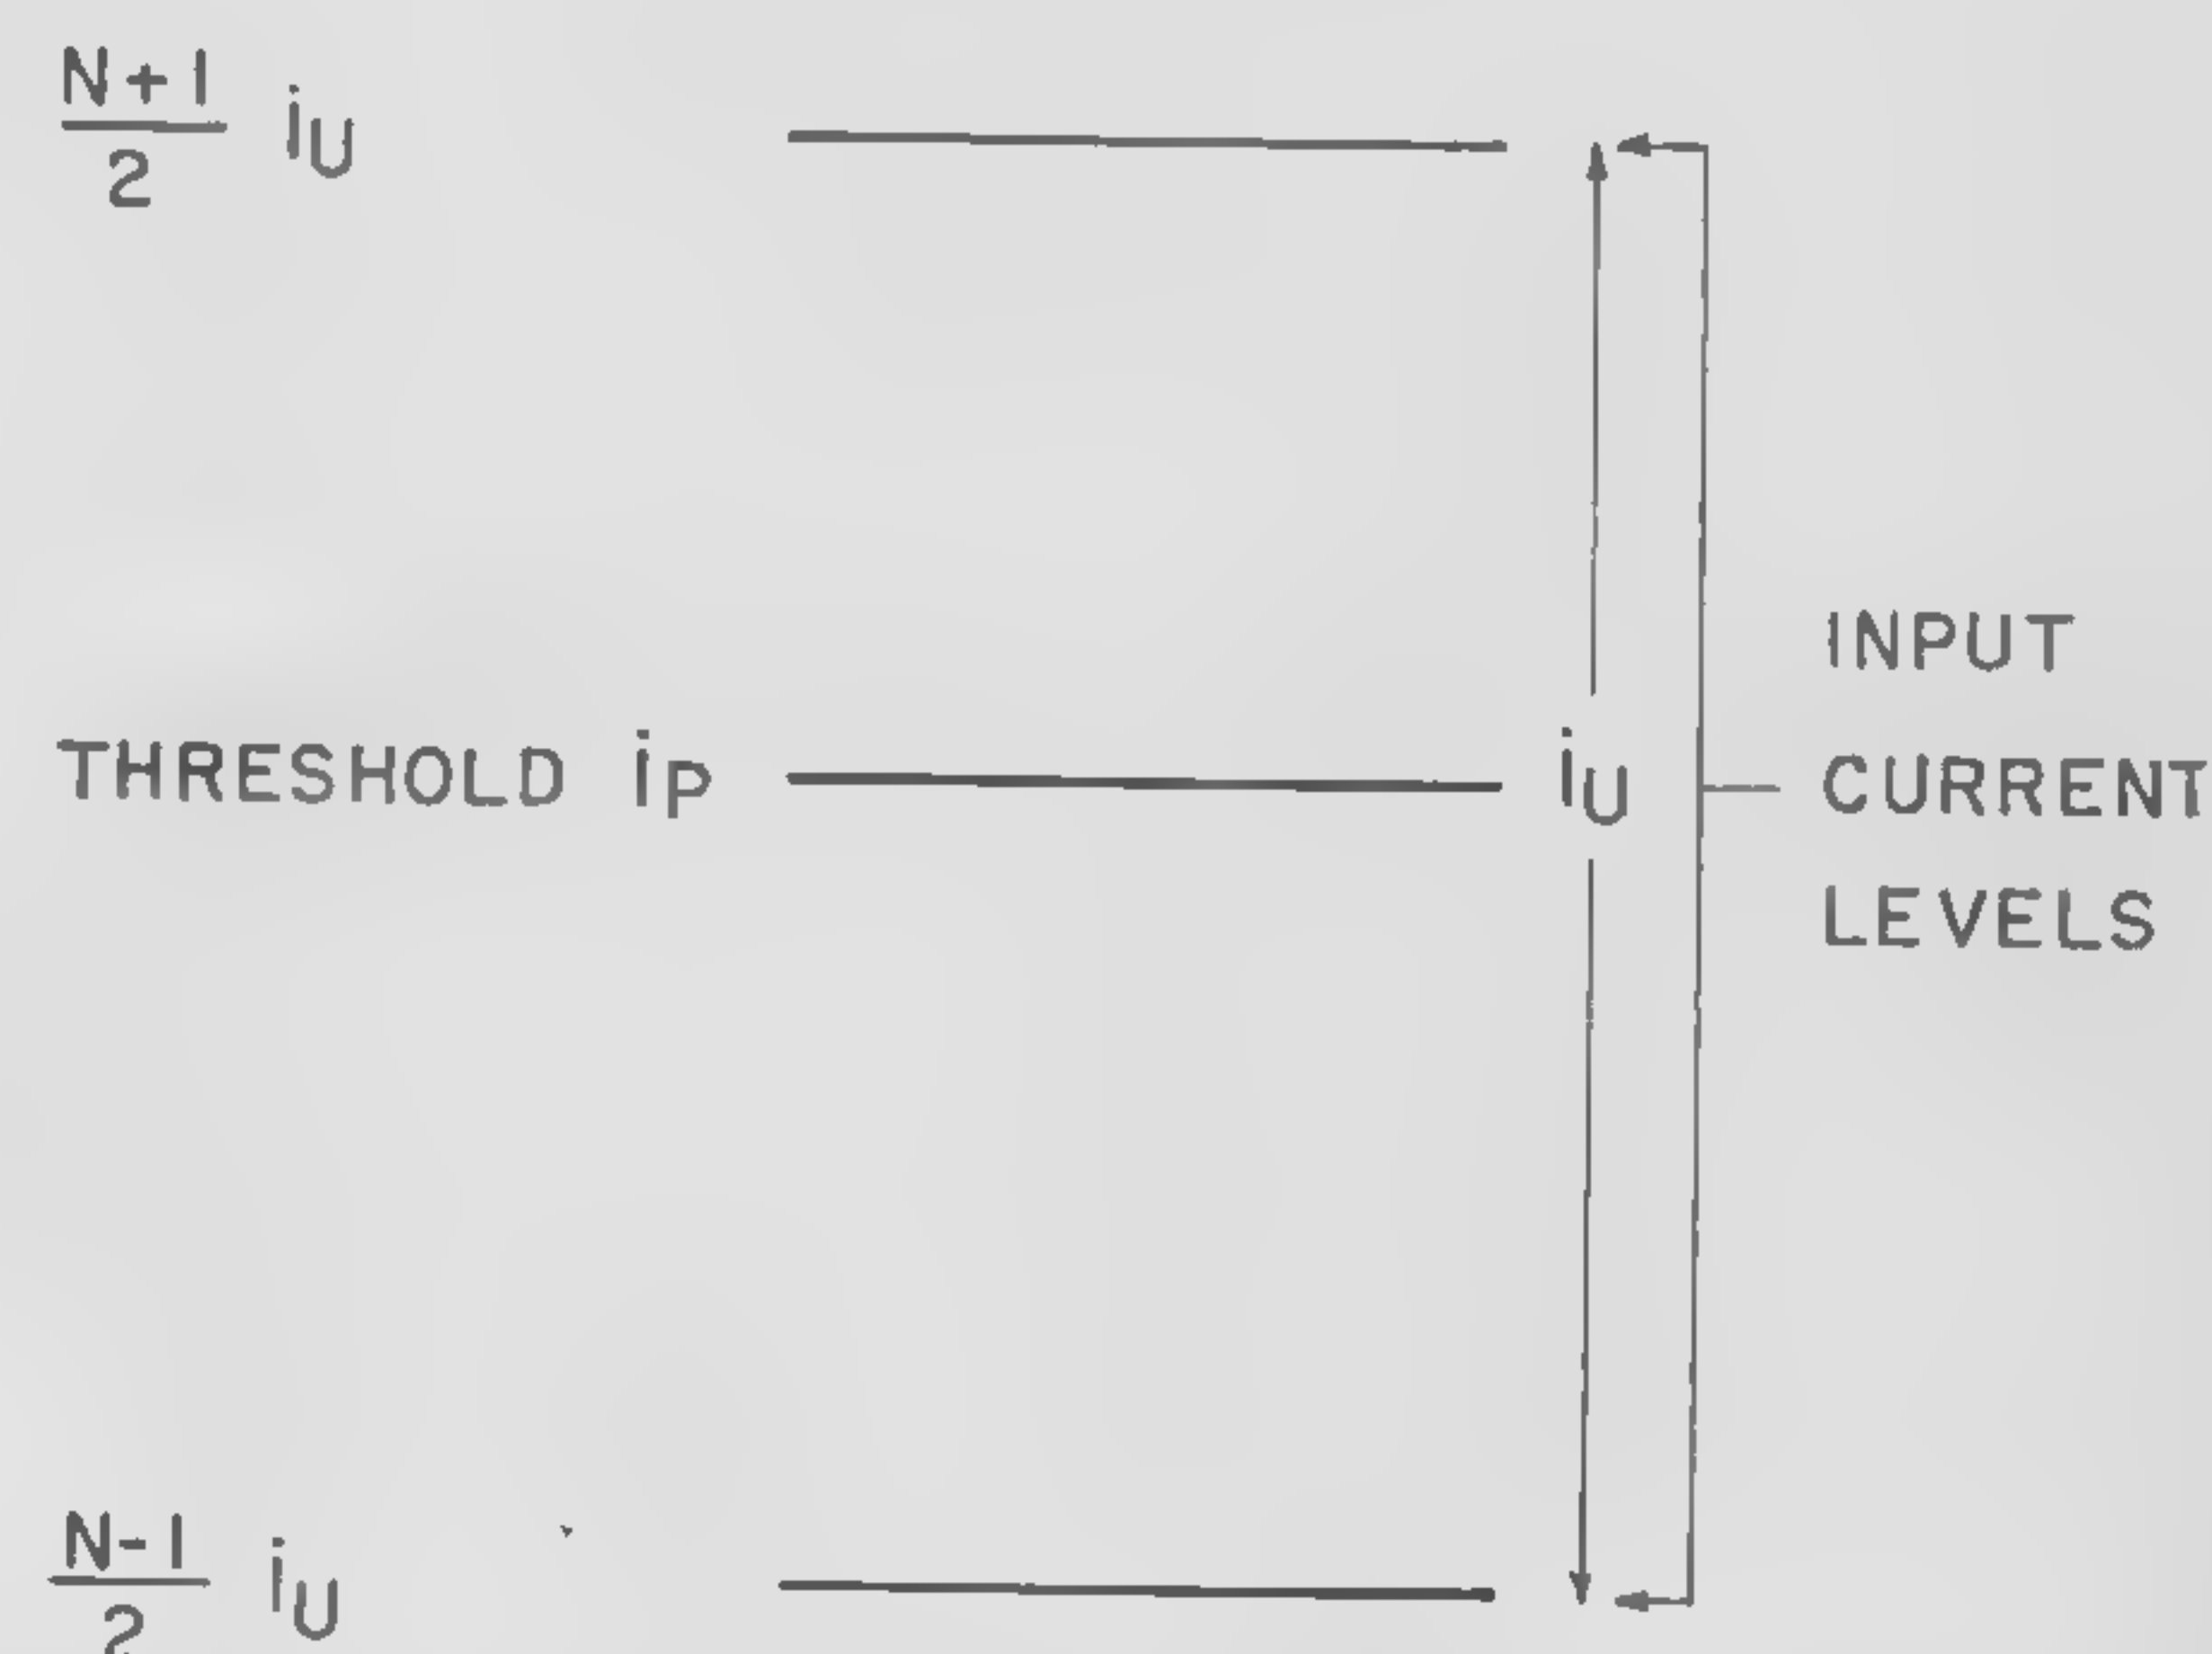 N+1
2
iU
THRESHOLD iP
iU
INPUT
CURRENT
LEVELS
N-1
2
iU